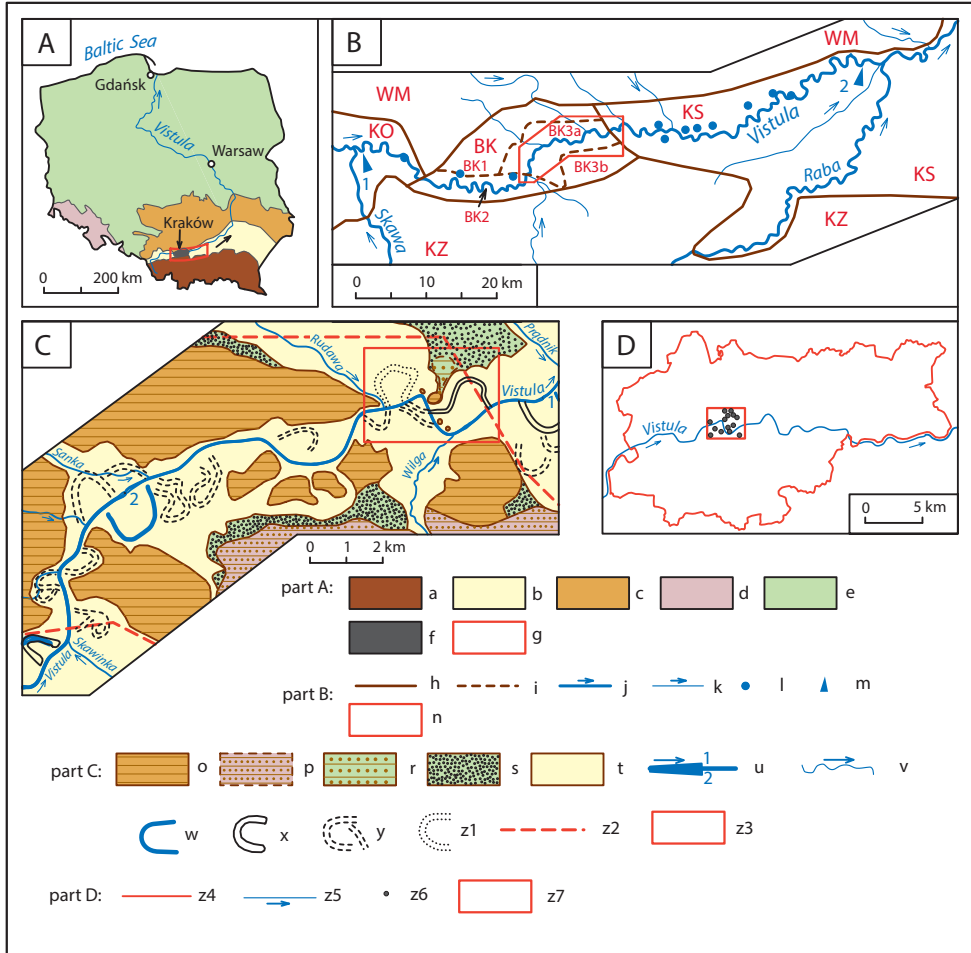 A
Baltic Sea
Gdańsk
Vistula
Warsaw
Kraków
0 200 km
B
WM
WM
2
KO
KS
BK
BK3a
Vistula
BK1
BK3b
1
Raba
KS
BK2
Skawa
KZ
KZ
0 10 20 km
C
Rudawa
Prądnik
Vistula
1
Sanka
Wilga
2
0 1 2 km
Skawinka
Vistula
D
Vistula
0 5 km
part A: a b c d e
f g
part B: h i j k l m
n
part C: o p r s t 1 2 u v
w x y z1 z2 z3
part D: z4 z5 z6 z7